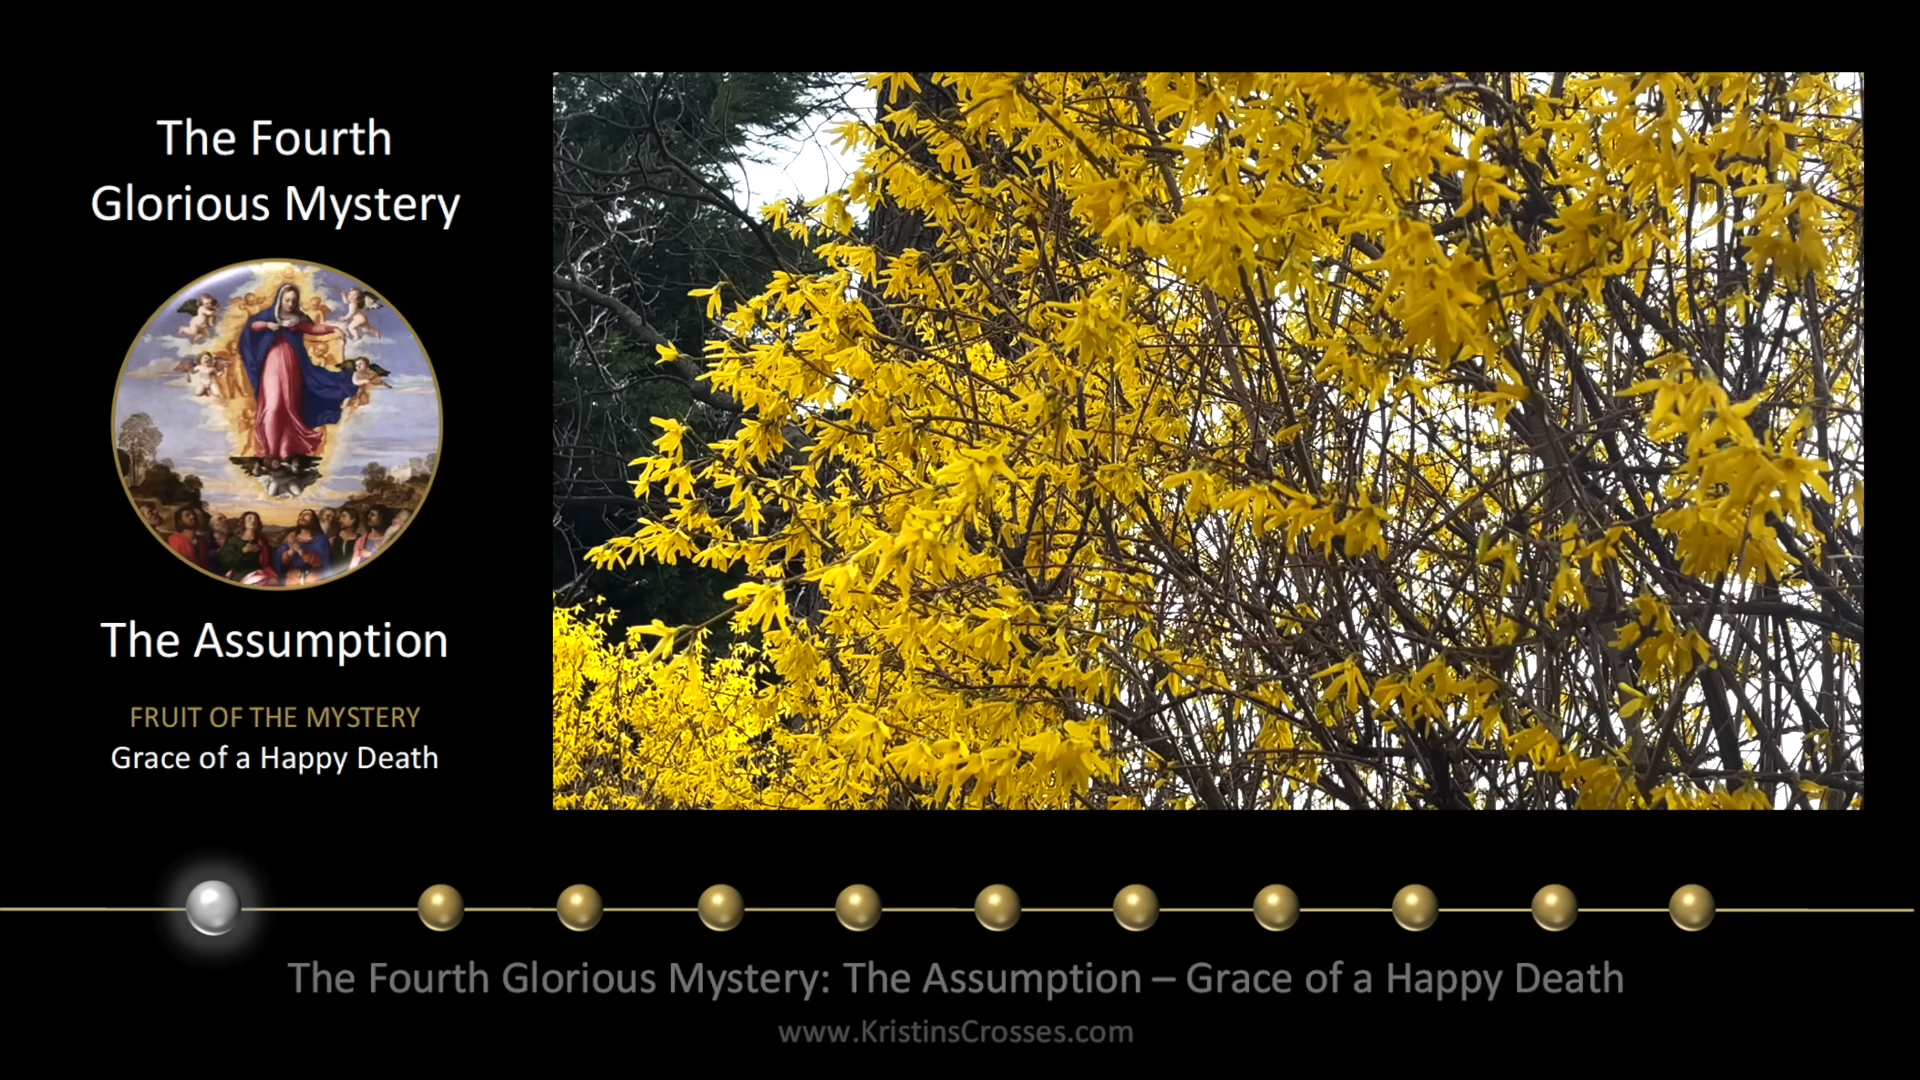 The Fourth
Glorious Mystery
The Assumption
FRUIT OF THE MYSTERY
Grace of a Happy Death
The Fourth Glorious Mystery: The Assumption – Grace of a Happy Death
www.KristinsCrosses.com